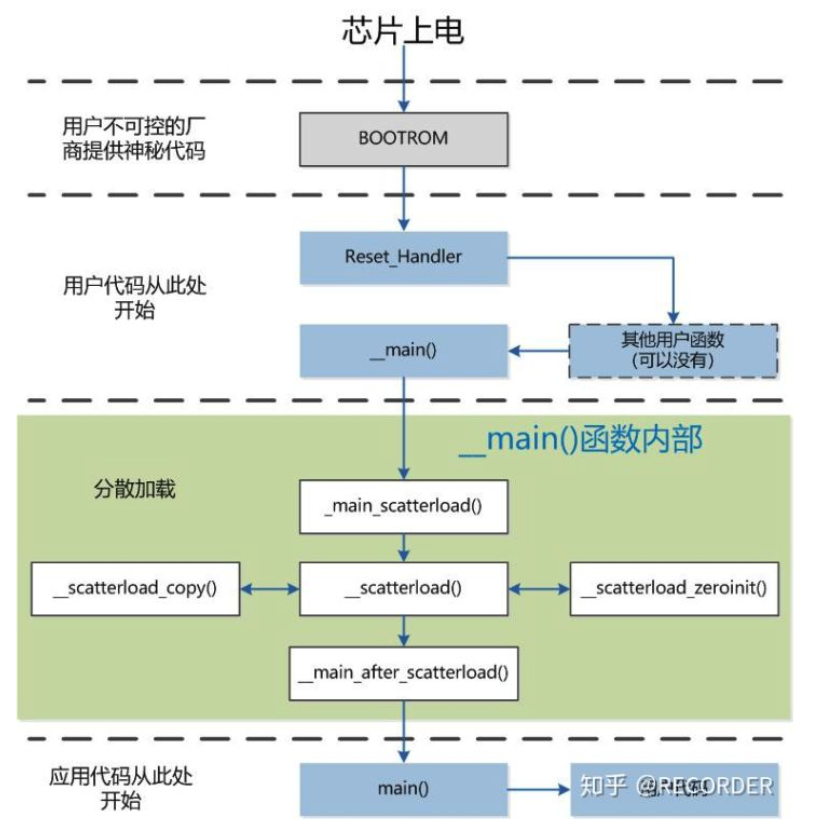 芯片上电
用户不可控的厂
商提供神秘代码
BOOTROM
Reset_Handler
用户代码从此处
开始
__main()
其他用户函数
(可以没有)
__main()函数内部
分散加载
_main_scatterload()
__scatterload_copy()
__scatterload()
__scatterload_zeroinit()
__main_after_scatterload()
应用代码从此处
开始
main()
知乎 @RECORDER